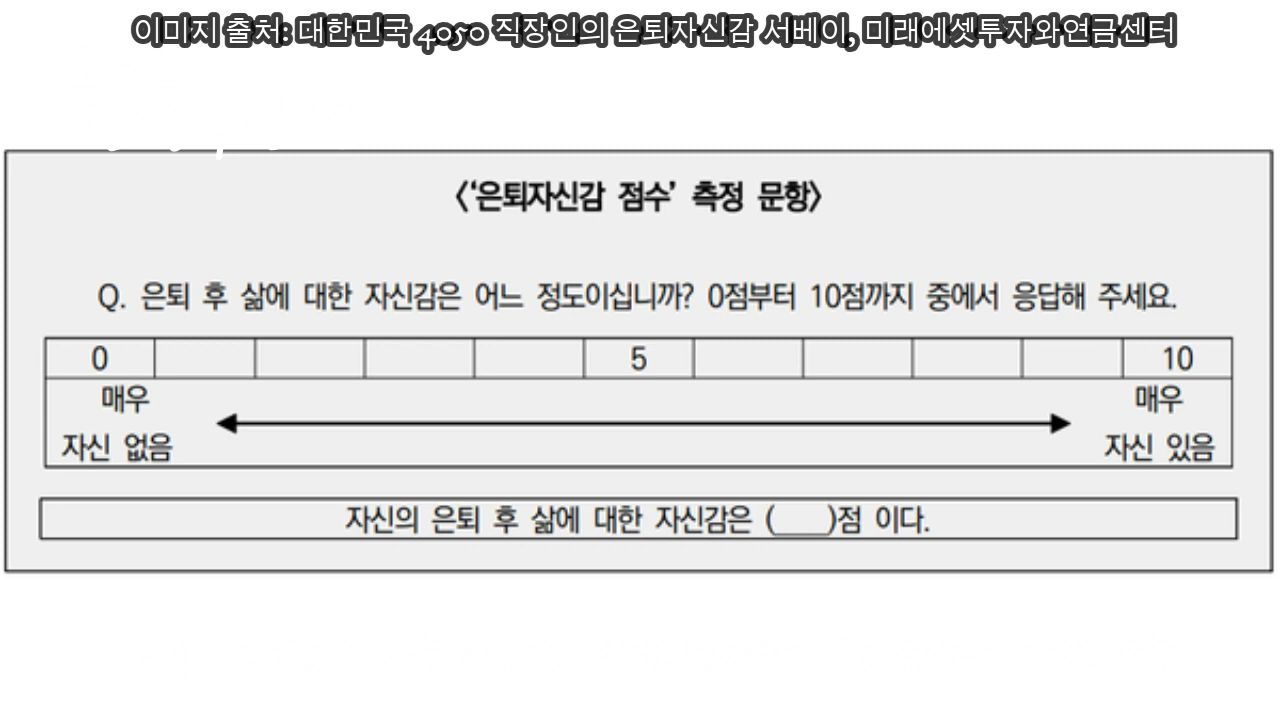 이미지 출처: 대한민국 4050 직장인의 은퇴자신감 서베이, 미래에셋투자와연금센터
<'은퇴자신감 점수' 측정 문항>
Q. 은퇴 후 삶에 대한 자신감은 어느 정도이십니까? 0점부터 10점까지 중에서 응답해 주세요.
0 5 10
매우 매우
자신 없음 자신 있음
자신의 은퇴 후 삶에 대한 자신감은 (___)점 이다.